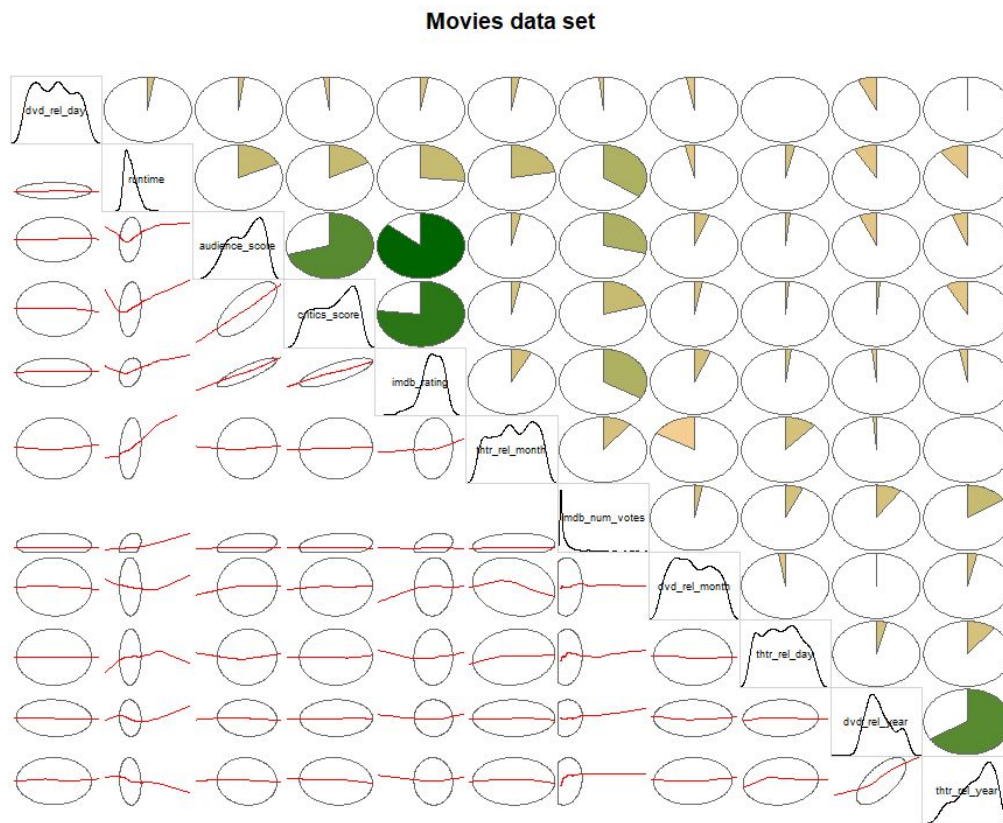 Movies data set
dvd_rel_day
runtime
audience_score
critics_score
imdb_rating
thtr_rel_month
imdb_num_votes
dvd_rel_month
thtr_rel_day
dvd_rel_year
thtr_rel_year